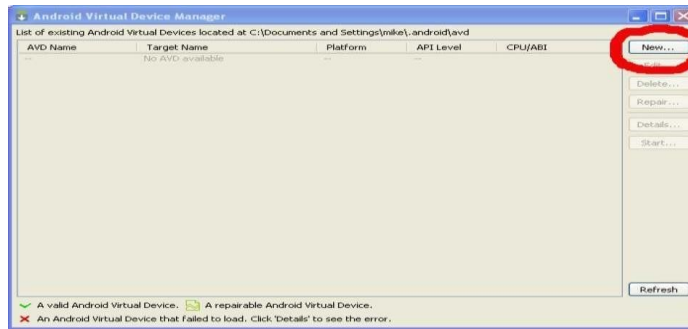 Android Virtual Device Manager
List of existing Android Virtual Devices located at C:\Documents and Settings\mike\.android\avd
AVD Name Target Name Platform API Level CPU/ABI
-- No AVD available -- --
New...
Edit...
Delete...
Repair...
Details...
Start...
Refresh
A valid Android Virtual Device. A repairable Android Virtual Device.
An Android Virtual Device that failed to load. Click 'Details' to see the error.